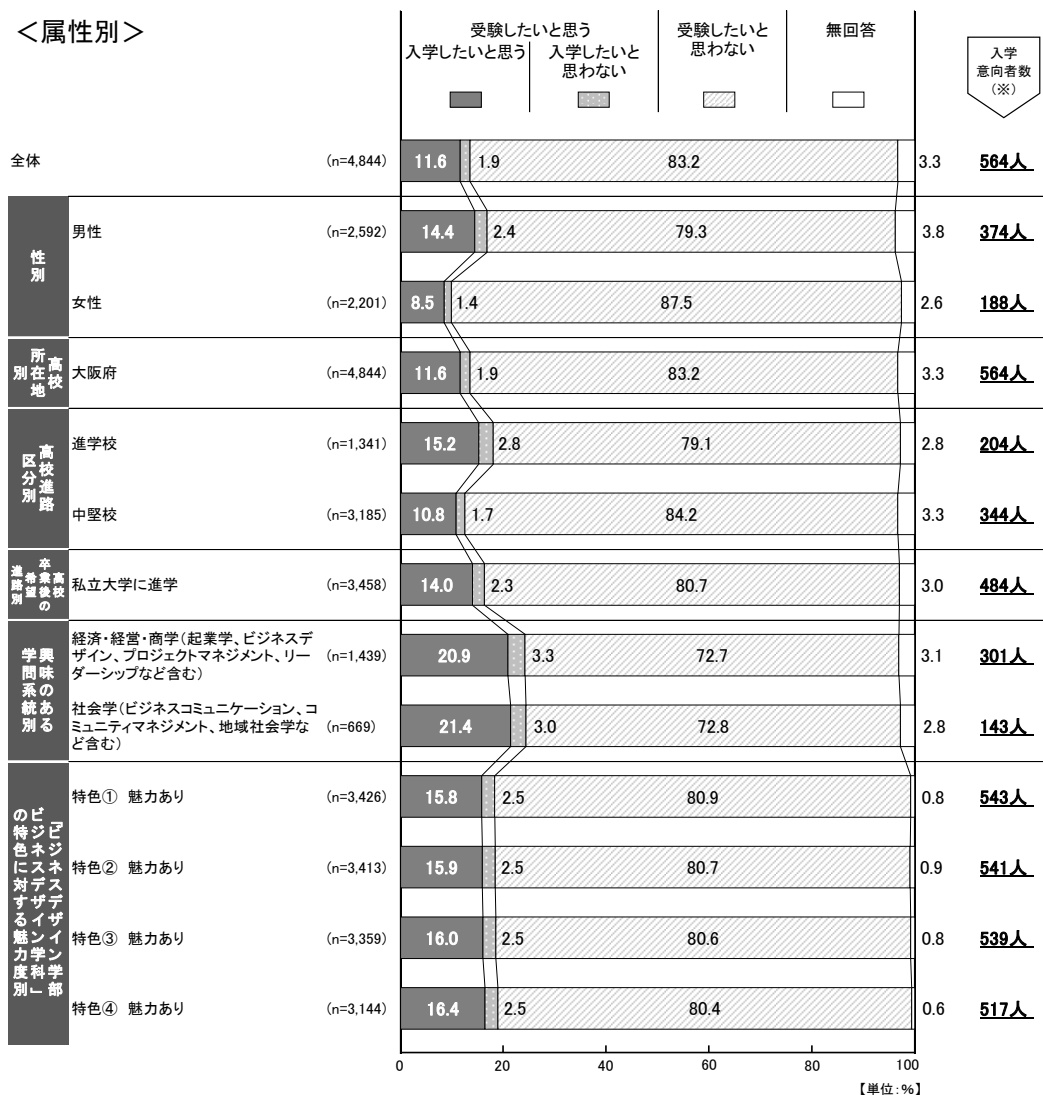 ＜属性別＞
受験したいと思う
入学したいと思う
入学したいと
思わない
受験したいと
思わない
無回答
入学
意向者数
（※）
全体 (n=4,844) 11.6 1.9 83.2 3.3 564人
性別
男性 (n=2,592) 14.4 2.4 79.3 3.8 374人
女性 (n=2,201) 8.5 1.4 87.5 2.6 188人
高校
所在地
別
大阪府 (n=4,844) 11.6 1.9 83.2 3.3 564人
高校進路
区分別
進学校 (n=1,341) 15.2 2.8 79.1 2.8 204人
中堅校 (n=3,185) 10.8 1.7 84.2 3.3 344人
高校
卒業後の
希望
進路別
私立大学に進学 (n=3,458) 14.0 2.3 80.7 3.0 484人
興味のある
学問系統別
経済・経営・商学（起業学、ビジネスデ
ザイン、プロジェクトマネジメント、リー
ダーシップなど含む）
(n=1,439) 20.9 3.3 72.7 3.1 301人
社会学（ビジネスコミュニケーション、コ
ミュニティマネジメント、地域社会学な
ど含む）
(n=669) 21.4 3.0 72.8 2.8 143人
「ビジネスデザイン学部
ビジネスデザイン学科」
の特色に対する魅力度別
特色① 魅力あり (n=3,426) 15.8 2.5 80.9 0.8 543人
特色② 魅力あり (n=3,413) 15.9 2.5 80.7 0.9 541人
特色③ 魅力あり (n=3,359) 16.0 2.5 80.6 0.8 539人
特色④ 魅力あり (n=3,144) 16.4 2.5 80.4 0.6 517人
0 20 40 60 80 100
【単位：%】